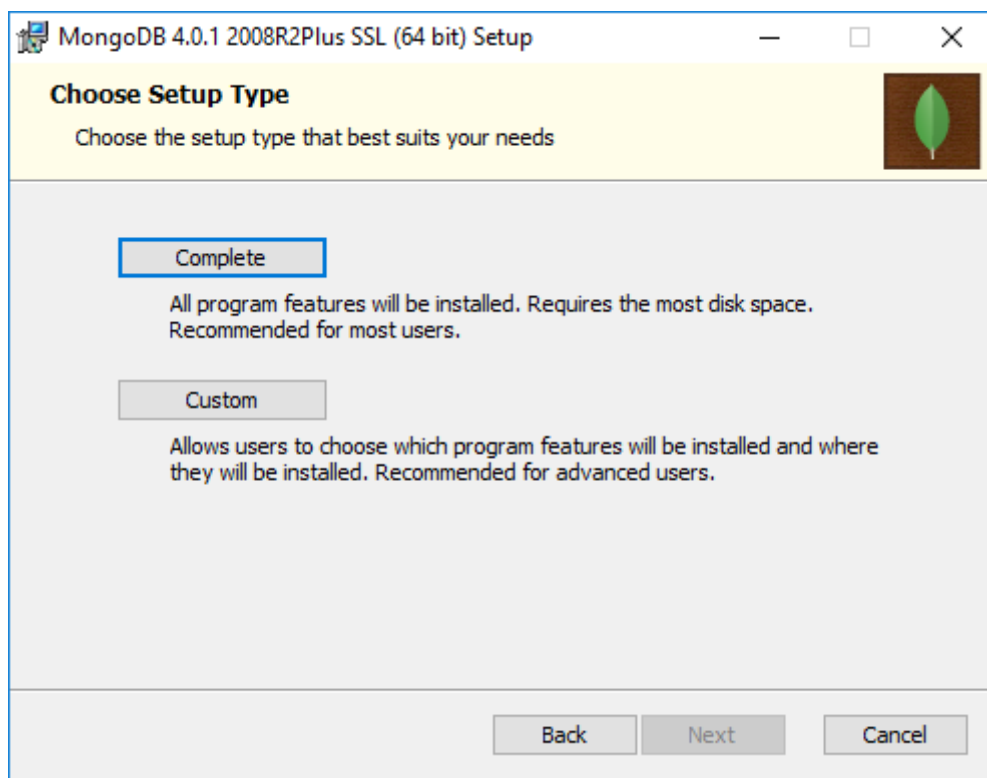 MongoDB 4.0.1 2008R2Plus SSL (64 bit) Setup
Choose Setup Type
Choose the setup type that best suits your needs
Complete
All program features will be installed. Requires the most disk space.
Recommended for most users.
Custom
Allows users to choose which program features will be installed and where
they will be installed. Recommended for advanced users.
Back
Next
Cancel